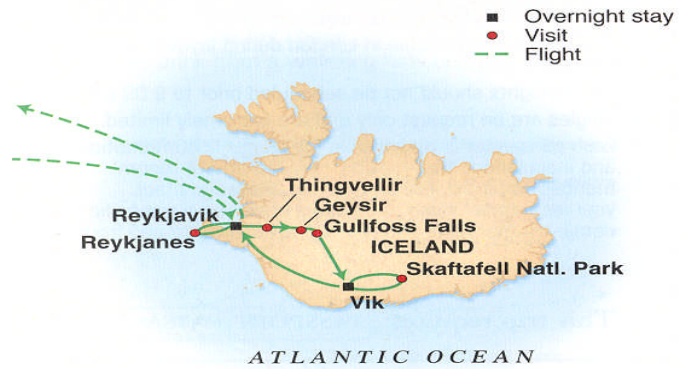 Overnight stay
Visit
Flight
Thingvellir
Geysir
Reykjavik
Gullfoss Falls
Reykjanes
ICELAND
Skaftafell Natl. Park
Vik
ATLANTIC OCEAN